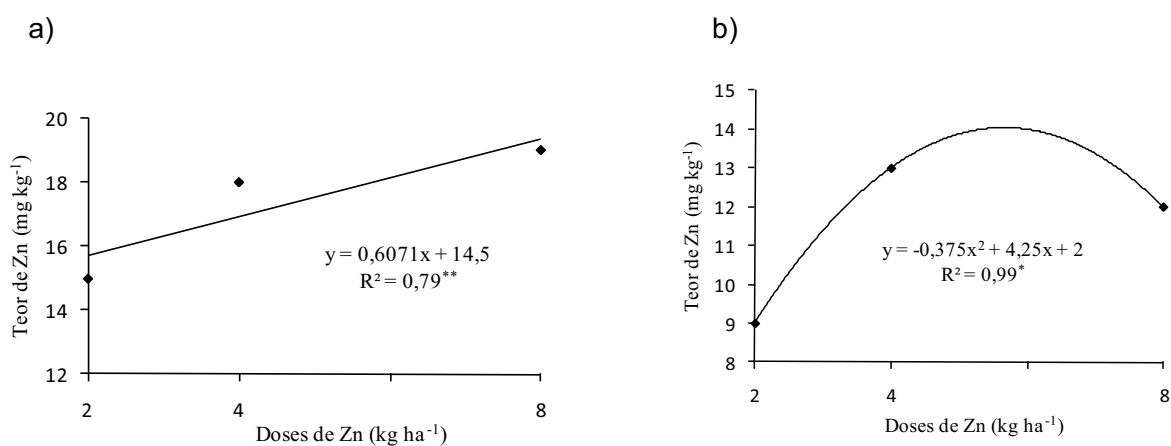 a)
Teor de Zn (mg kg⁻¹)
20
18
16
14
12
y = 0,6071x + 14,5
R² = 0,79**
2
4
8
Doses de Zn (kg ha⁻¹)
b)
Teor de Zn (mg kg⁻¹)
15
14
13
12
11
10
9
8
y = -0,375x² + 4,25x + 2
R² = 0,99*
2
4
8
Doses de Zn (kg ha⁻¹)